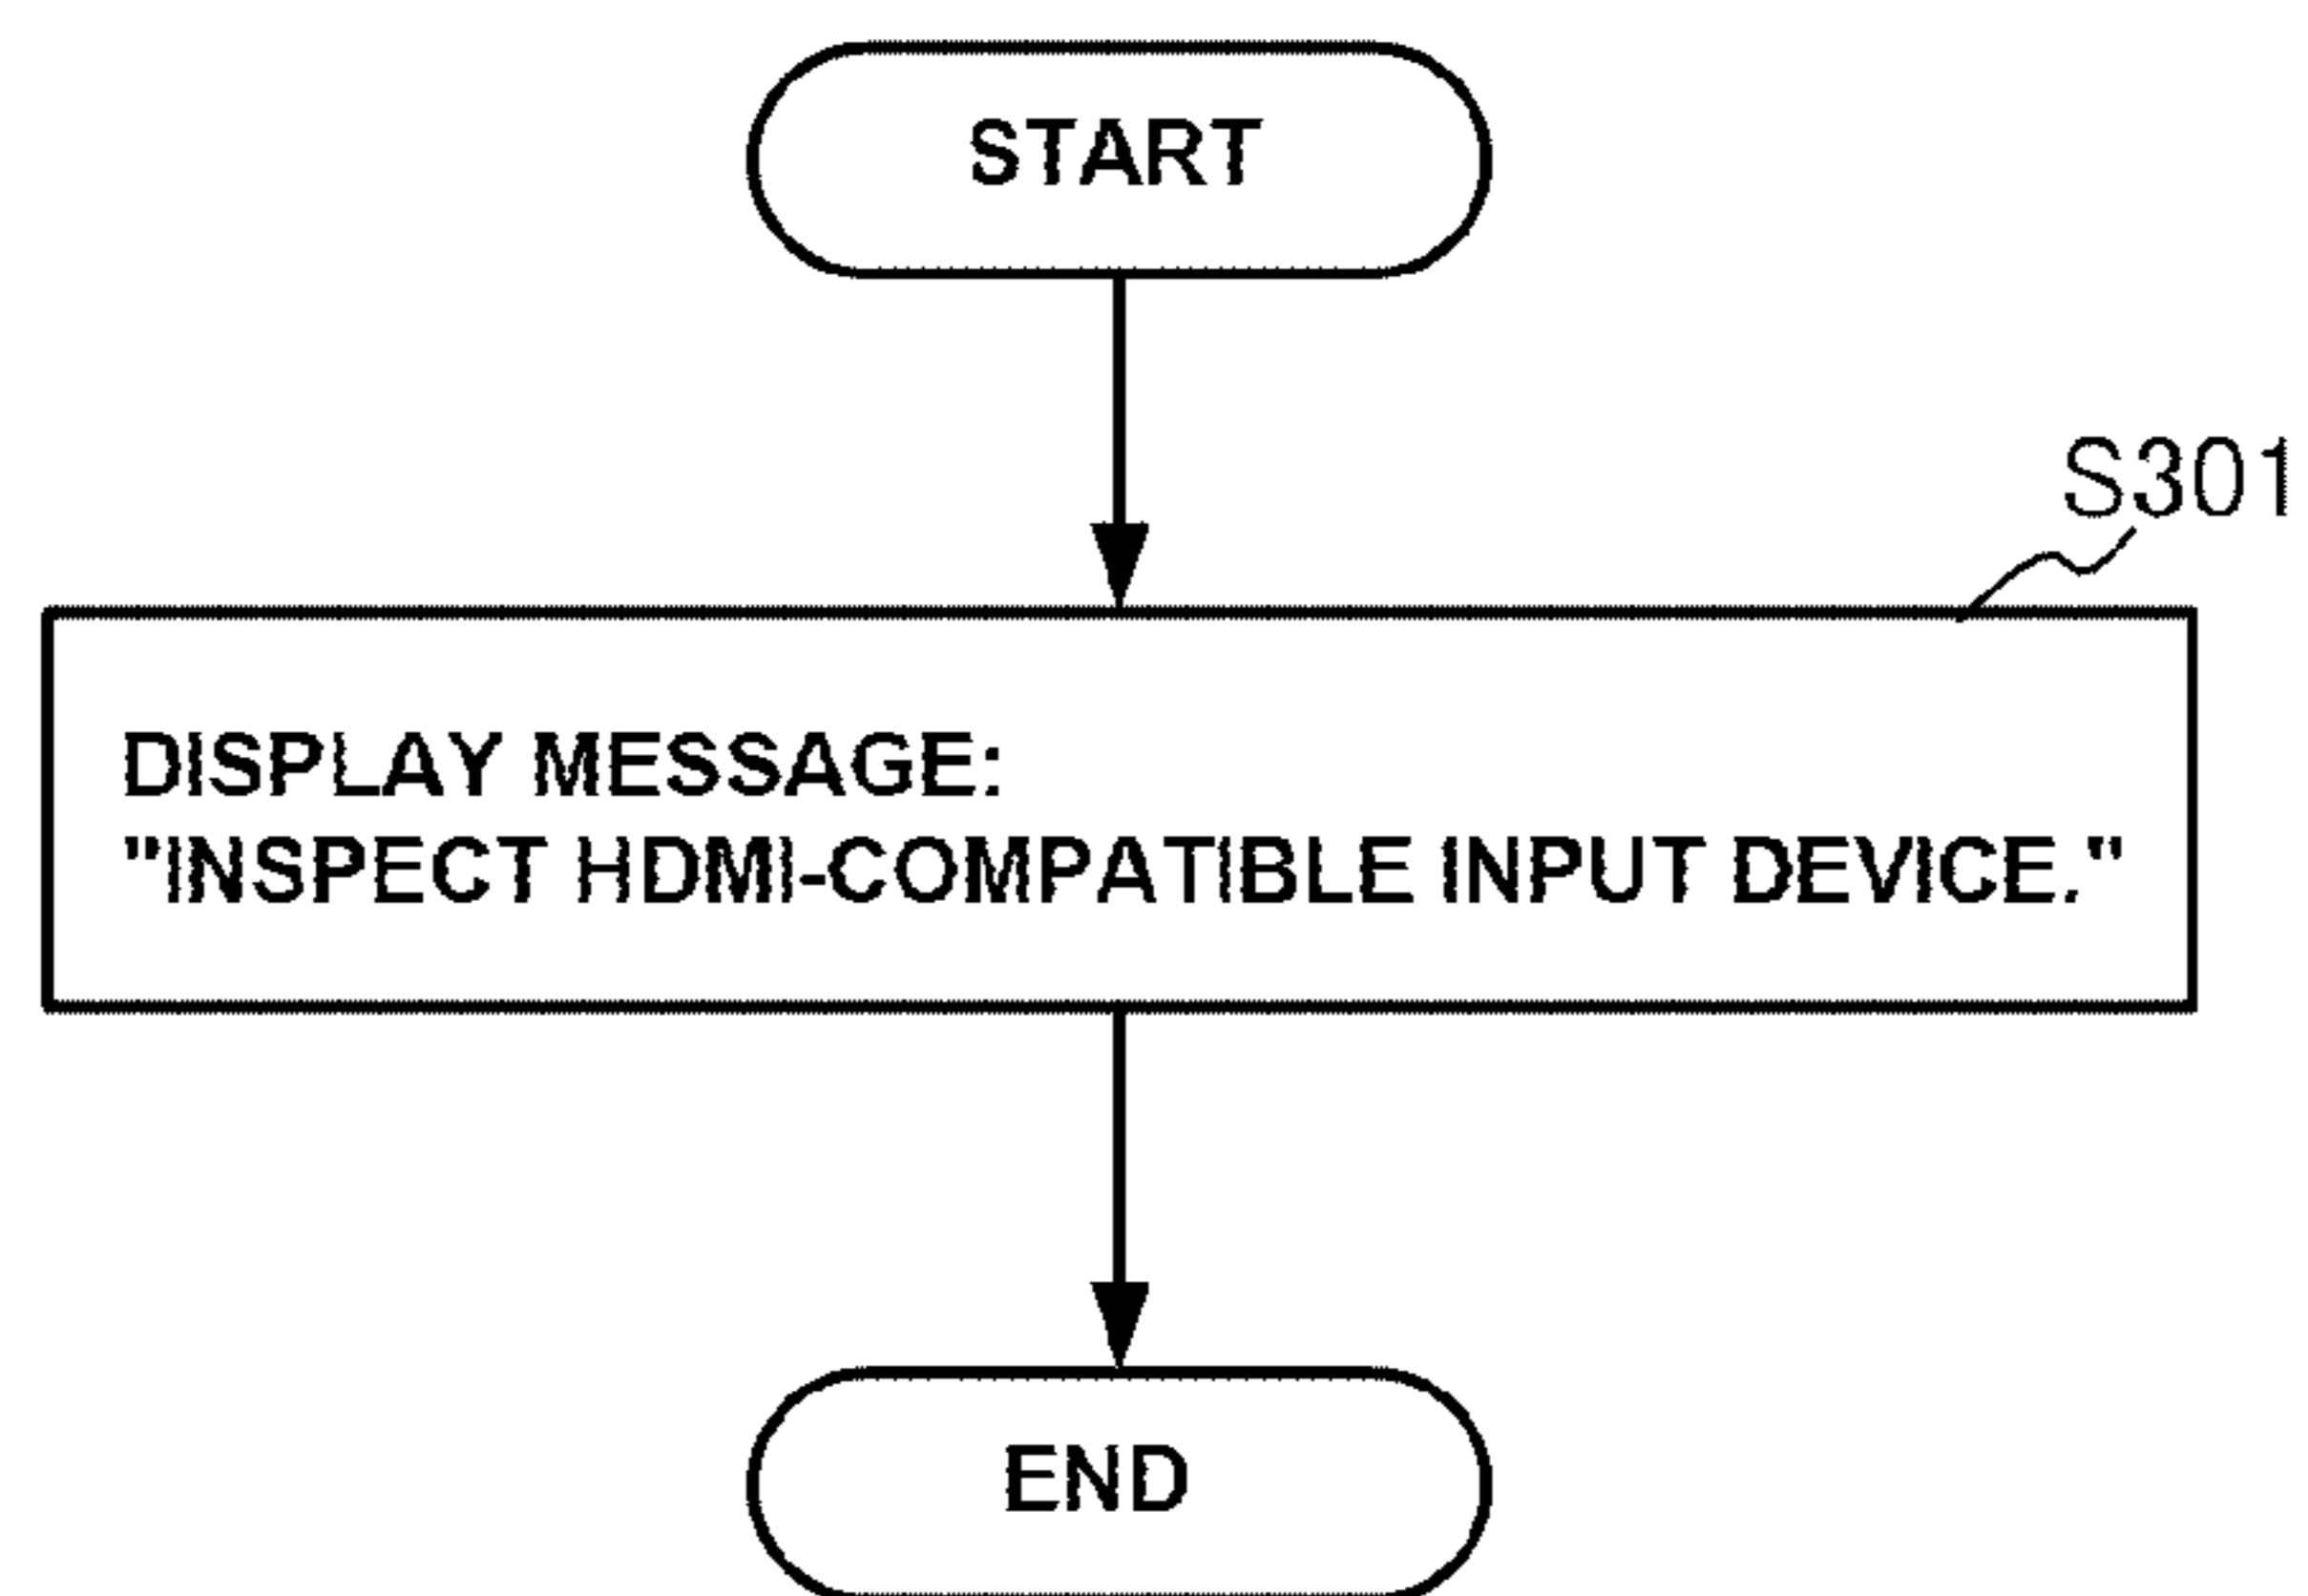 START
S301
DISPLAY MESSAGE:
"INSPECT HDMI-COMPATIBLE INPUT DEVICE."
END